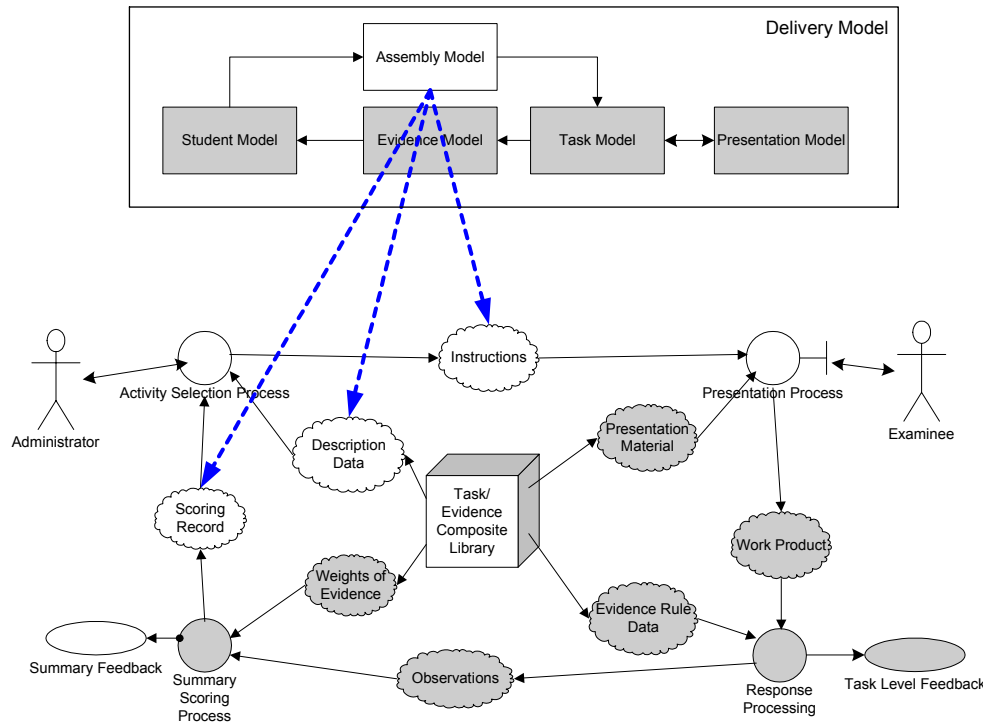 Delivery Model
Assembly Model
Student Model
Evidence Model
Task Model
Presentation Model
Instructions
Activity Selection Process
Presentation Process
Administrator
Examinee
Description
Data
Presentation
Material
Task/
Evidence
Composite
Library
Scoring
Record
Work Product
Weights of
Evidence
Evidence Rule
Data
Summary Feedback
Summary
Scoring
Process
Observations
Response
Processing
Task Level Feedback